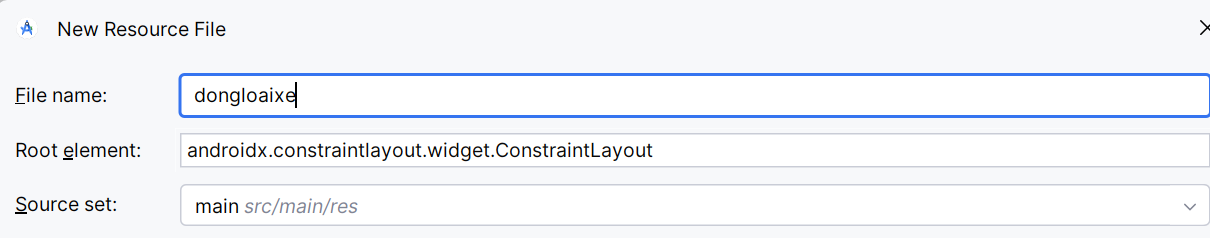 New Resource File
File name: dongloaixe
Root element: androidx.constraintlayout.widget.ConstraintLayout
Source set: main src/main/res